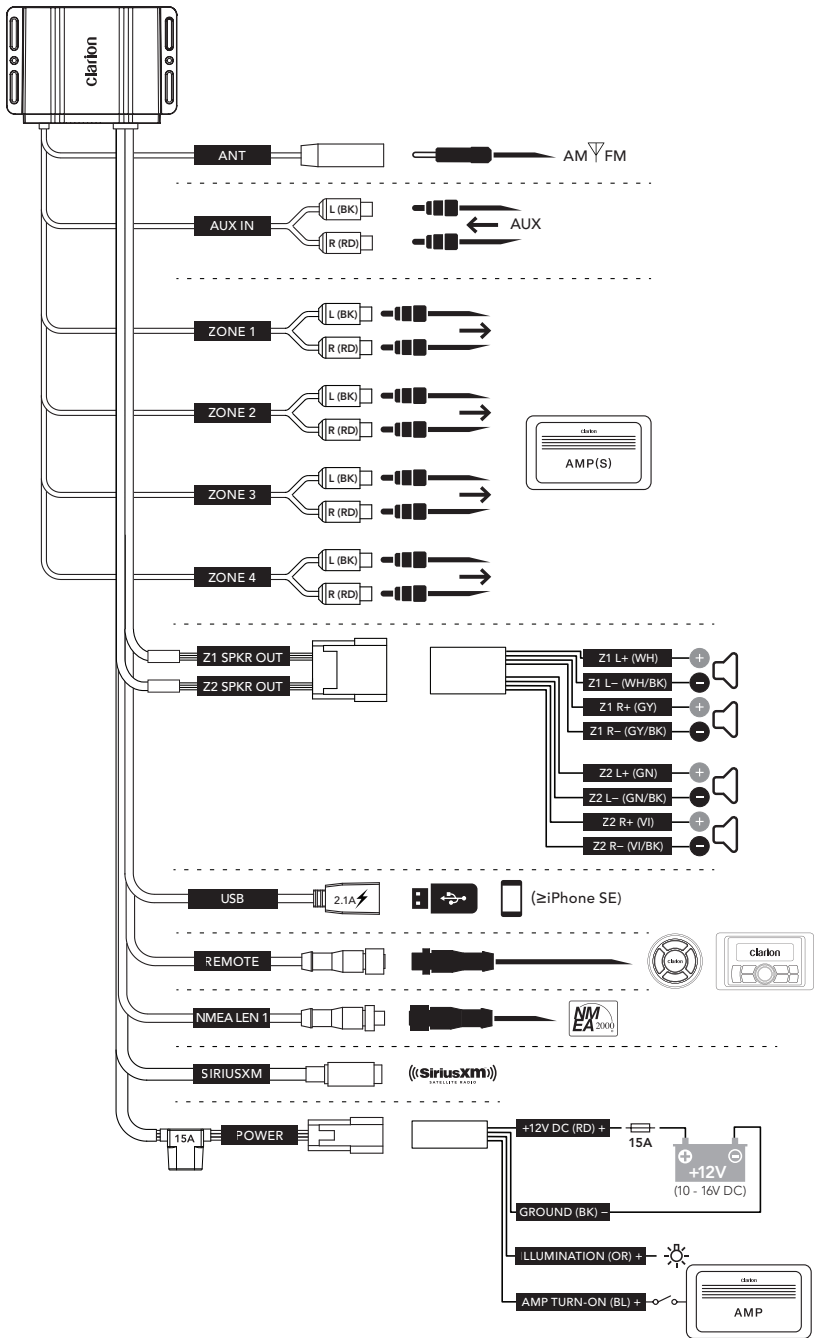 clarion
ANT
AM FM
AUX IN
L (BK)
R (RD)
AUX
ZONE 1
L (BK)
R (RD)
ZONE 2
L (BK)
R (RD)
clarion
AMP(S)
ZONE 3
L (BK)
R (RD)
ZONE 4
L (BK)
R (RD)
Z1 SPKR OUT
Z2 SPKR OUT
Z1 L+ (WH)
Z1 L− (WH/BK)
Z1 R+ (GY)
Z1 R− (GY/BK)
Z2 L+ (GN)
Z2 L− (GN/BK)
Z2 R+ (VI)
Z2 R− (VI/BK)
USB
2.1A
(≥iPhone SE)
REMOTE
clarion
clarion
NMEA LEN 1
NMEA 2000
SIRIUSXM
((SiriusXM))
SATELLITE RADIO
15A
POWER
+12V DC (RD) +
15A
+12V
(10 - 16V DC)
GROUND (BK) −
ILLUMINATION (OR) +
AMP TURN-ON (BL) +
clarion
AMP